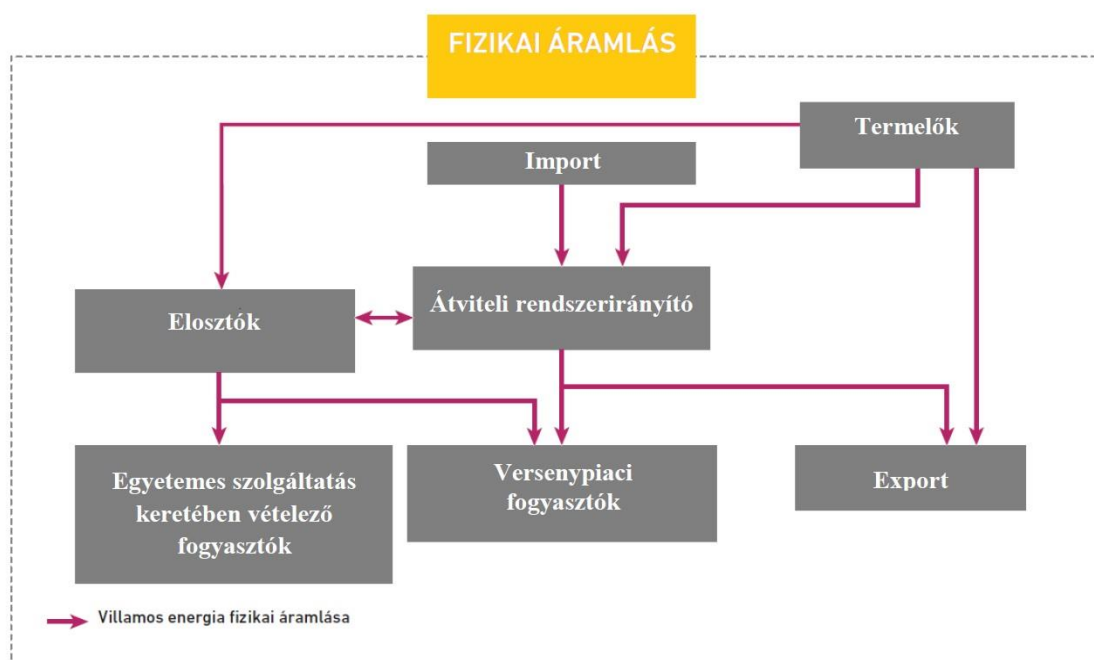 FIZIKAI ÁRAMLÁS
Termelők
Import
Átviteli rendszerirányító
Elosztók
Egyetemes szolgáltatás
keretében vételező
fogyasztók
Versenypiaci
fogyasztók
Export
Villamos energia fizikai áramlása